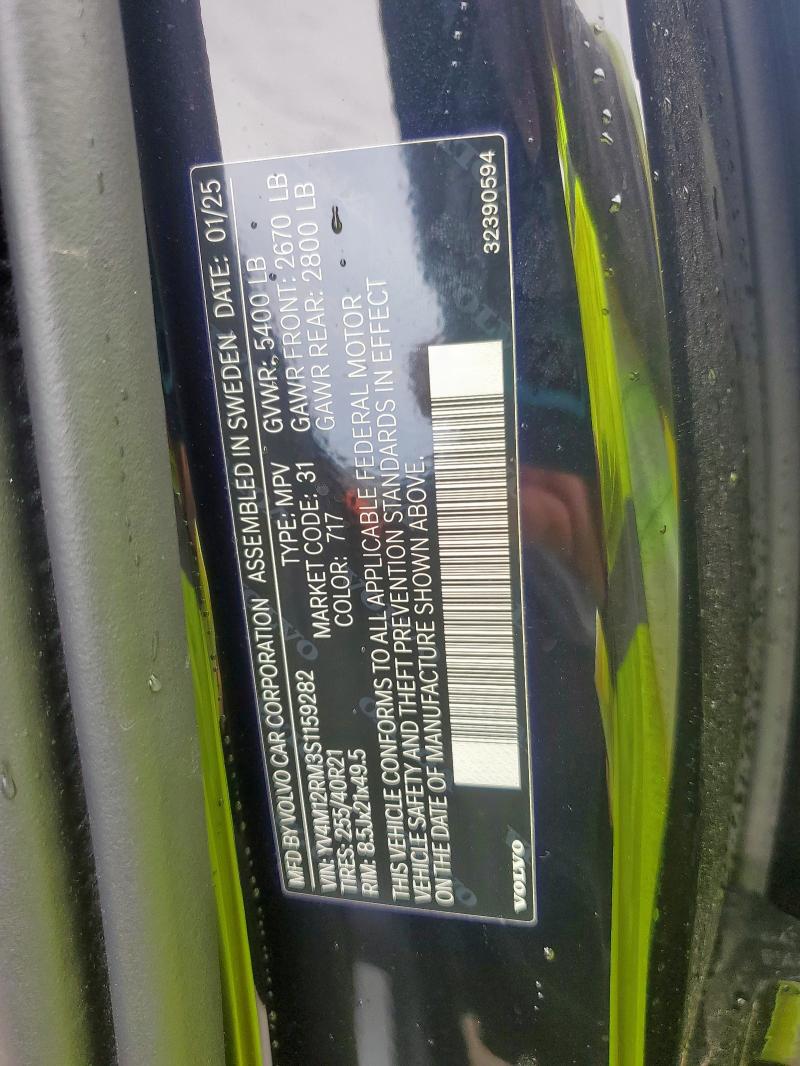 MFD BY VOLVO CAR CORPORATION ASSEMBLED IN SWEDEN DATE: 01/25
VIN: YV4M12RM3S1159282 TYPE: MPV GVWR: 5400 LB
TIRES: 255/40R21 MARKET CODE: 31 GAWR FRONT: 2670 LB
RIM: 8.5Jx21x49.5 COLOR: 717 GAWR REAR: 2800 LB
THIS VEHICLE CONFORMS TO ALL APPLICABLE FEDERAL MOTOR
VEHICLE SAFETY AND THEFT PREVENTION STANDARDS IN EFFECT
ON THE DATE OF MANUFACTURE SHOWN ABOVE.
VOLVO 32390594